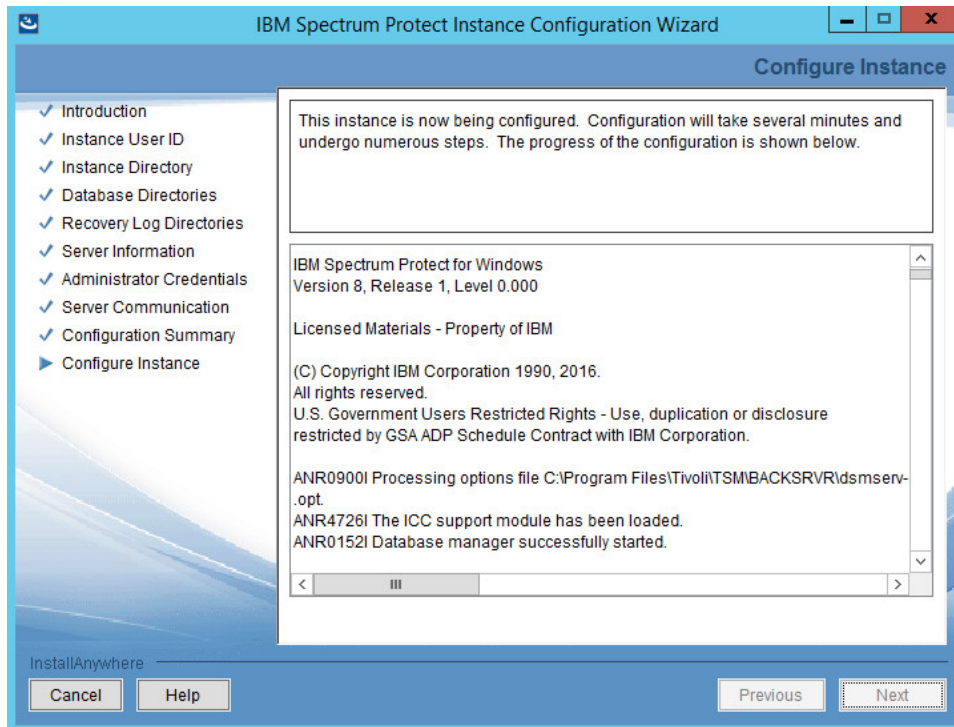 IBM Spectrum Protect Instance Configuration Wizard
Configure Instance
Introduction
Instance User ID
Instance Directory
Database Directories
Recovery Log Directories
Server Information
Administrator Credentials
Server Communication
Configuration Summary
Configure Instance
This instance is now being configured. Configuration will take several minutes and
undergo numerous steps. The progress of the configuration is shown below.
IBM Spectrum Protect for Windows
Version 8, Release 1, Level 0.000
Licensed Materials - Property of IBM
(C) Copyright IBM Corporation 1990, 2016.
All rights reserved.
U.S. Government Users Restricted Rights - Use, duplication or disclosure
restricted by GSA ADP Schedule Contract with IBM Corporation.
ANR0900I Processing options file C:\Program Files\Tivoli\TSM\BACKSRVR\dsmserv-
.opt.
ANR4726I The ICC support module has been loaded.
ANR0152I Database manager successfully started.
InstallAnywhere
Cancel
Help
Previous
Next